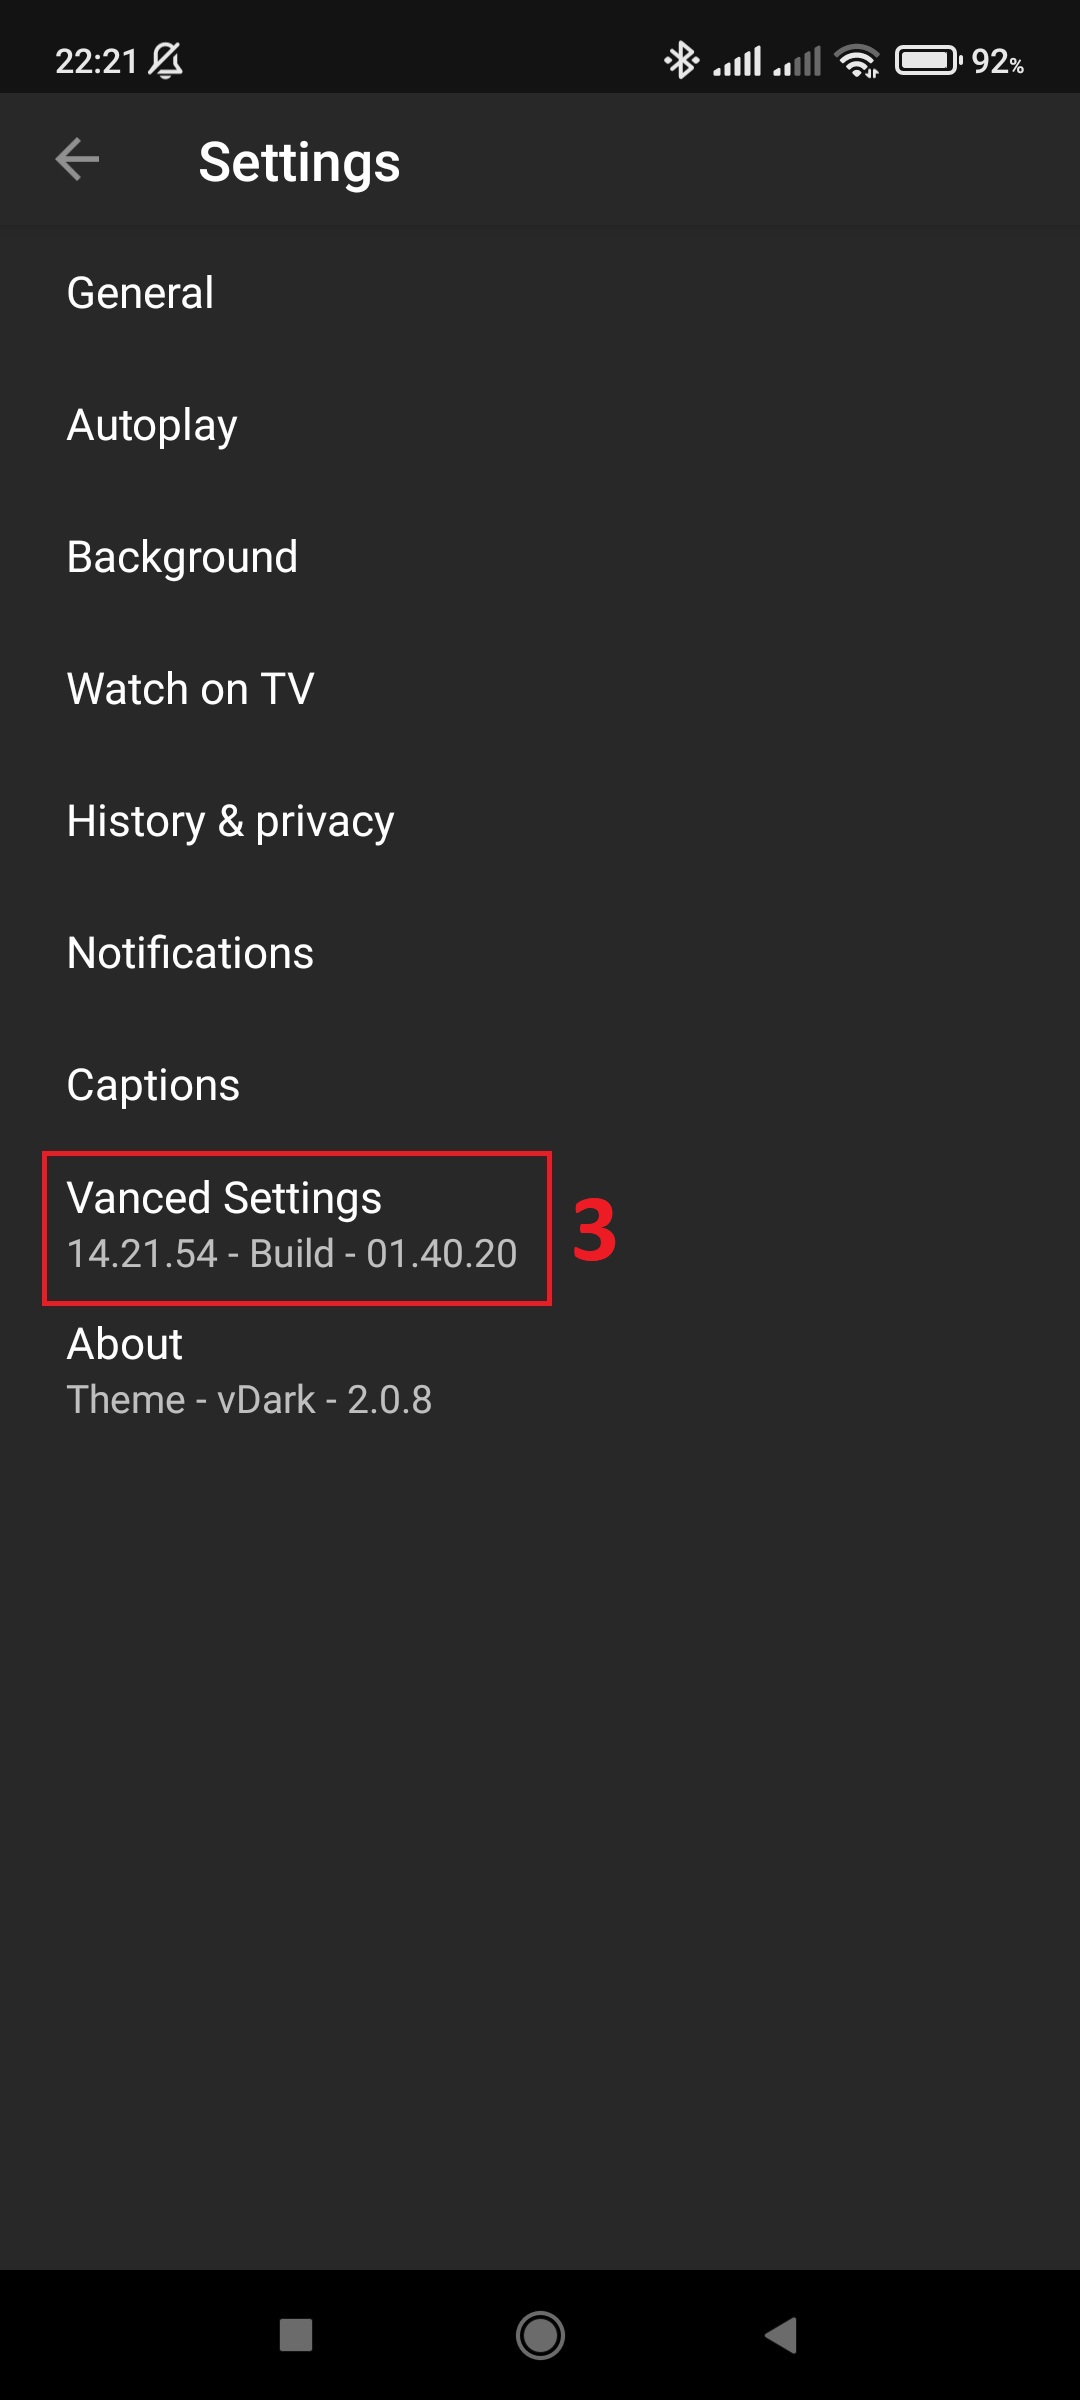 22:21 92%
Settings
General
Autoplay
Background
Watch on TV
History & privacy
Notifications
Captions
Vanced Settings
14.21.54 - Build - 01.40.20
3
About
Theme - vDark - 2.0.8